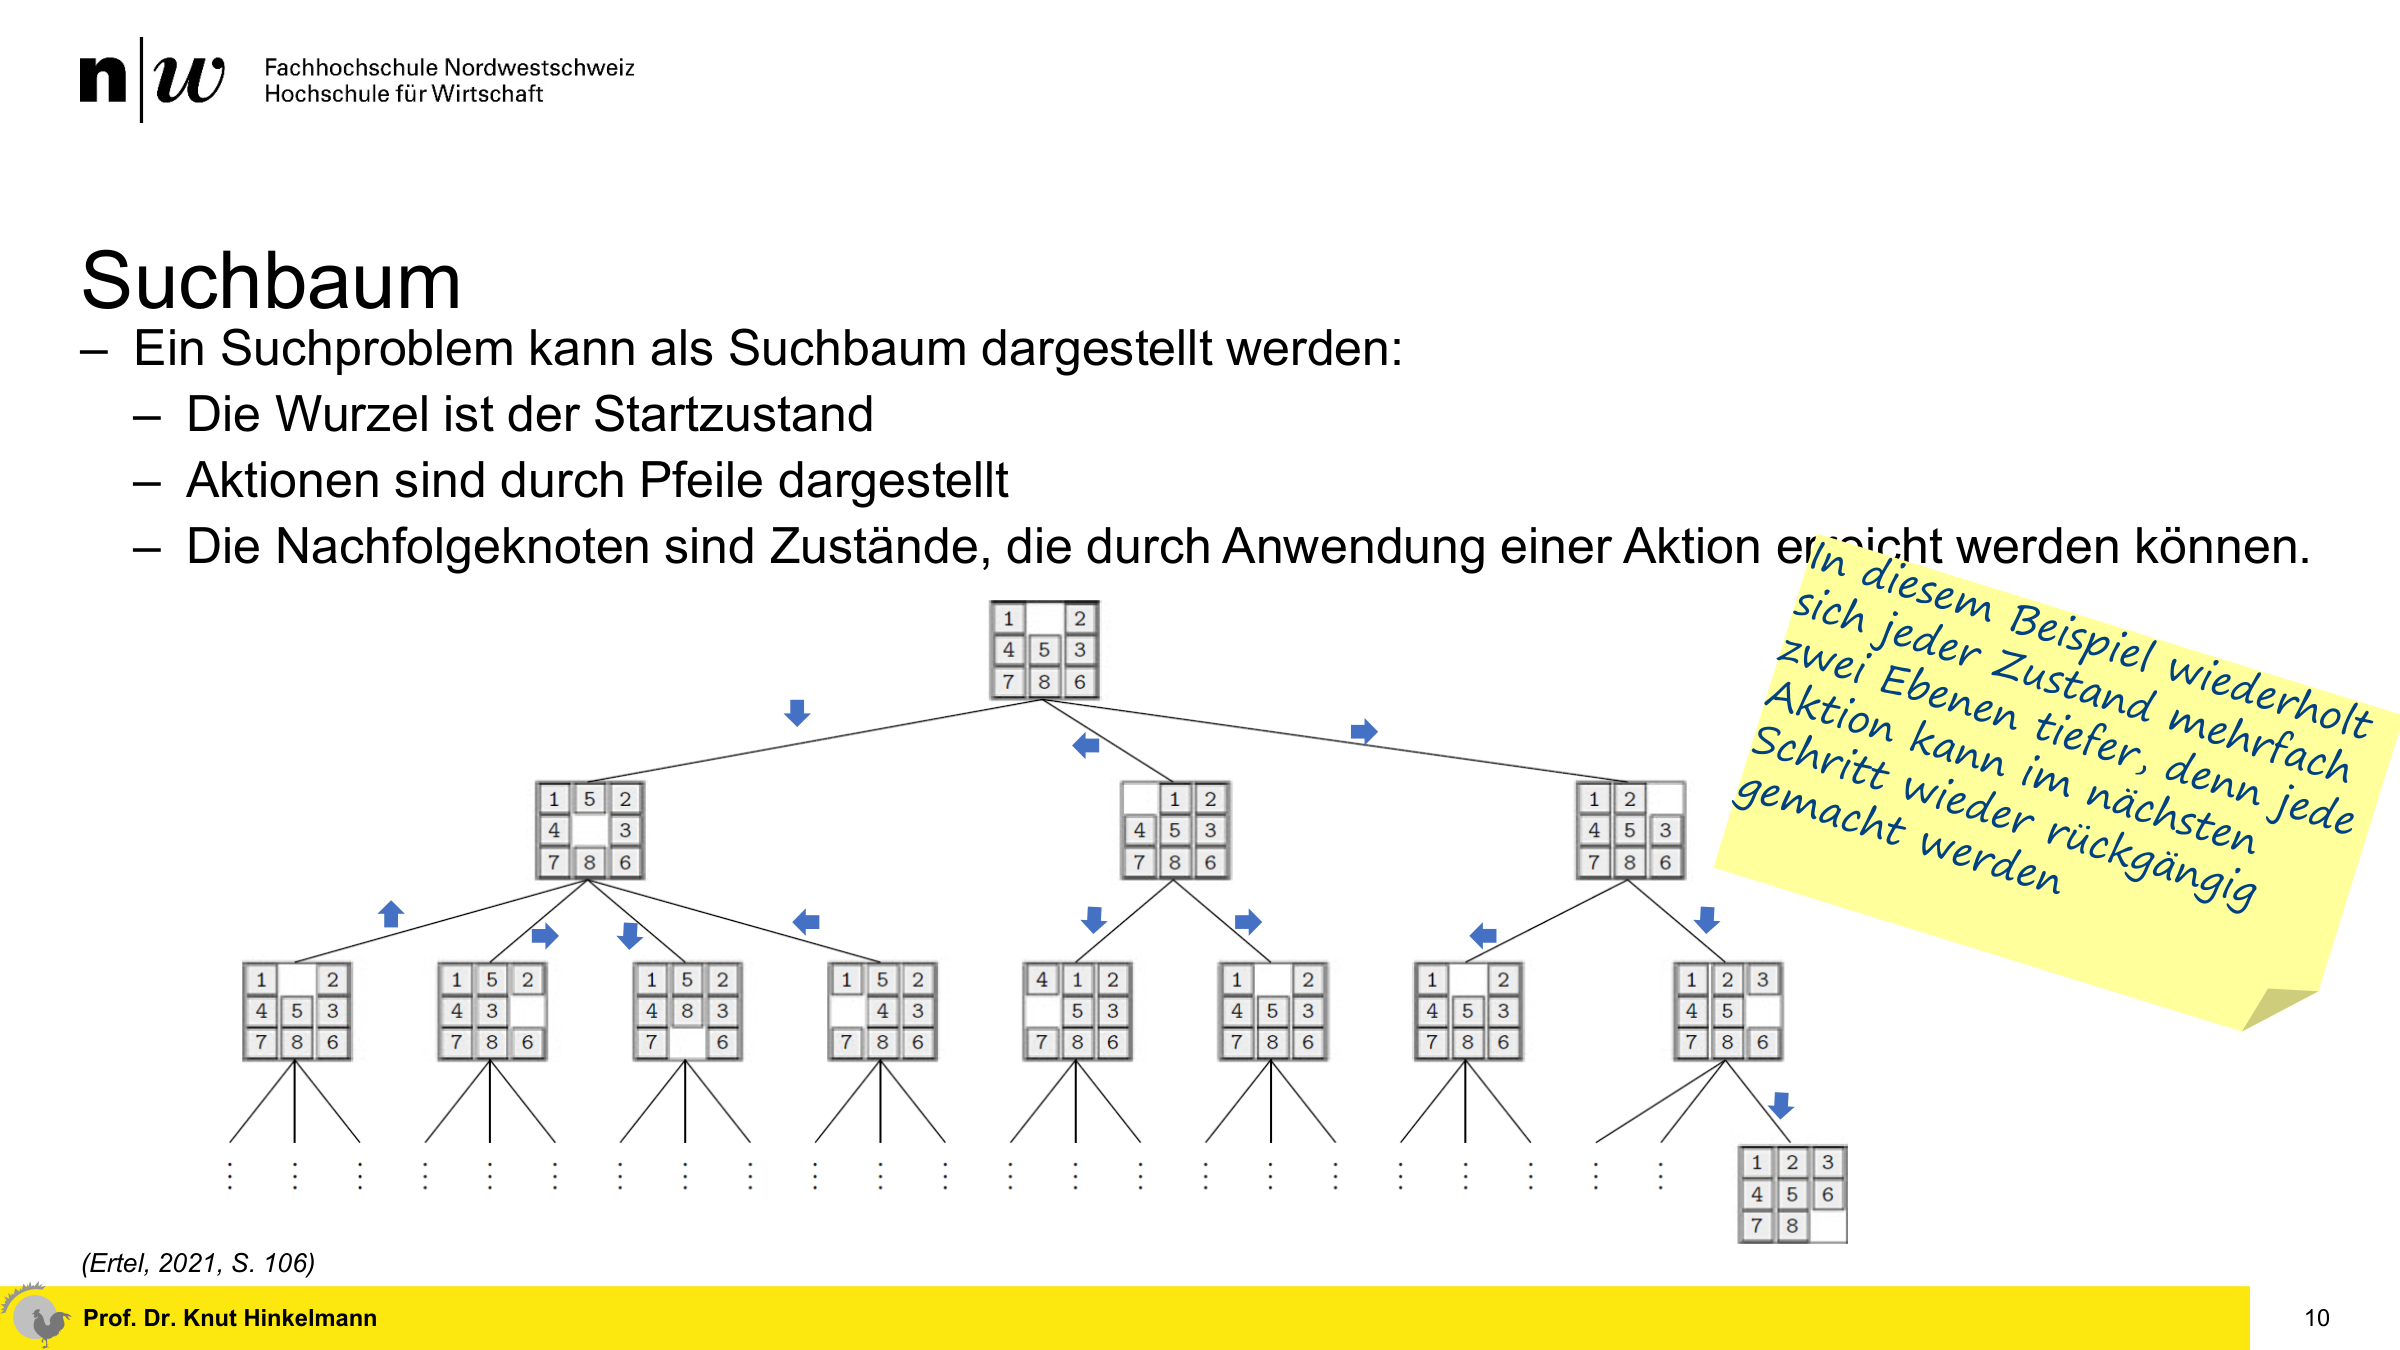 n|w Fachhochschule Nordwestschweiz
Hochschule für Wirtschaft
Suchbaum
– Ein Suchproblem kann als Suchbaum dargestellt werden:
– Die Wurzel ist der Startzustand
– Aktionen sind durch Pfeile dargestellt
– Die Nachfolgeknoten sind Zustände, die durch Anwendung einer Aktion erreicht werden können.
In diesem Beispiel wiederholt
sich jeder Zustand mehrfach
zwei Ebenen tiefer, denn jede
Aktion kann im nächsten
Schritt wieder rückgängig
gemacht werden
1 2
4 5 3
7 8 6
1 5 2
4 3
7 8 6
1 2
4 5 3
7 8 6
1 2
4 5 3
7 8 6
1 2
4 5 3
7 8 6
1 5 2
4 3
7 8 6
1 5 2
4 8 3
7 6
1 5 2
4 3
7 8 6
4 1 2
5 3
7 8 6
1 2
4 5 3
7 8 6
1 2
4 5 3
7 8 6
1 2 3
4 5
7 8 6
1 2 3
4 5 6
7 8
(Ertel, 2021, S. 106)
Prof. Dr. Knut Hinkelmann
10